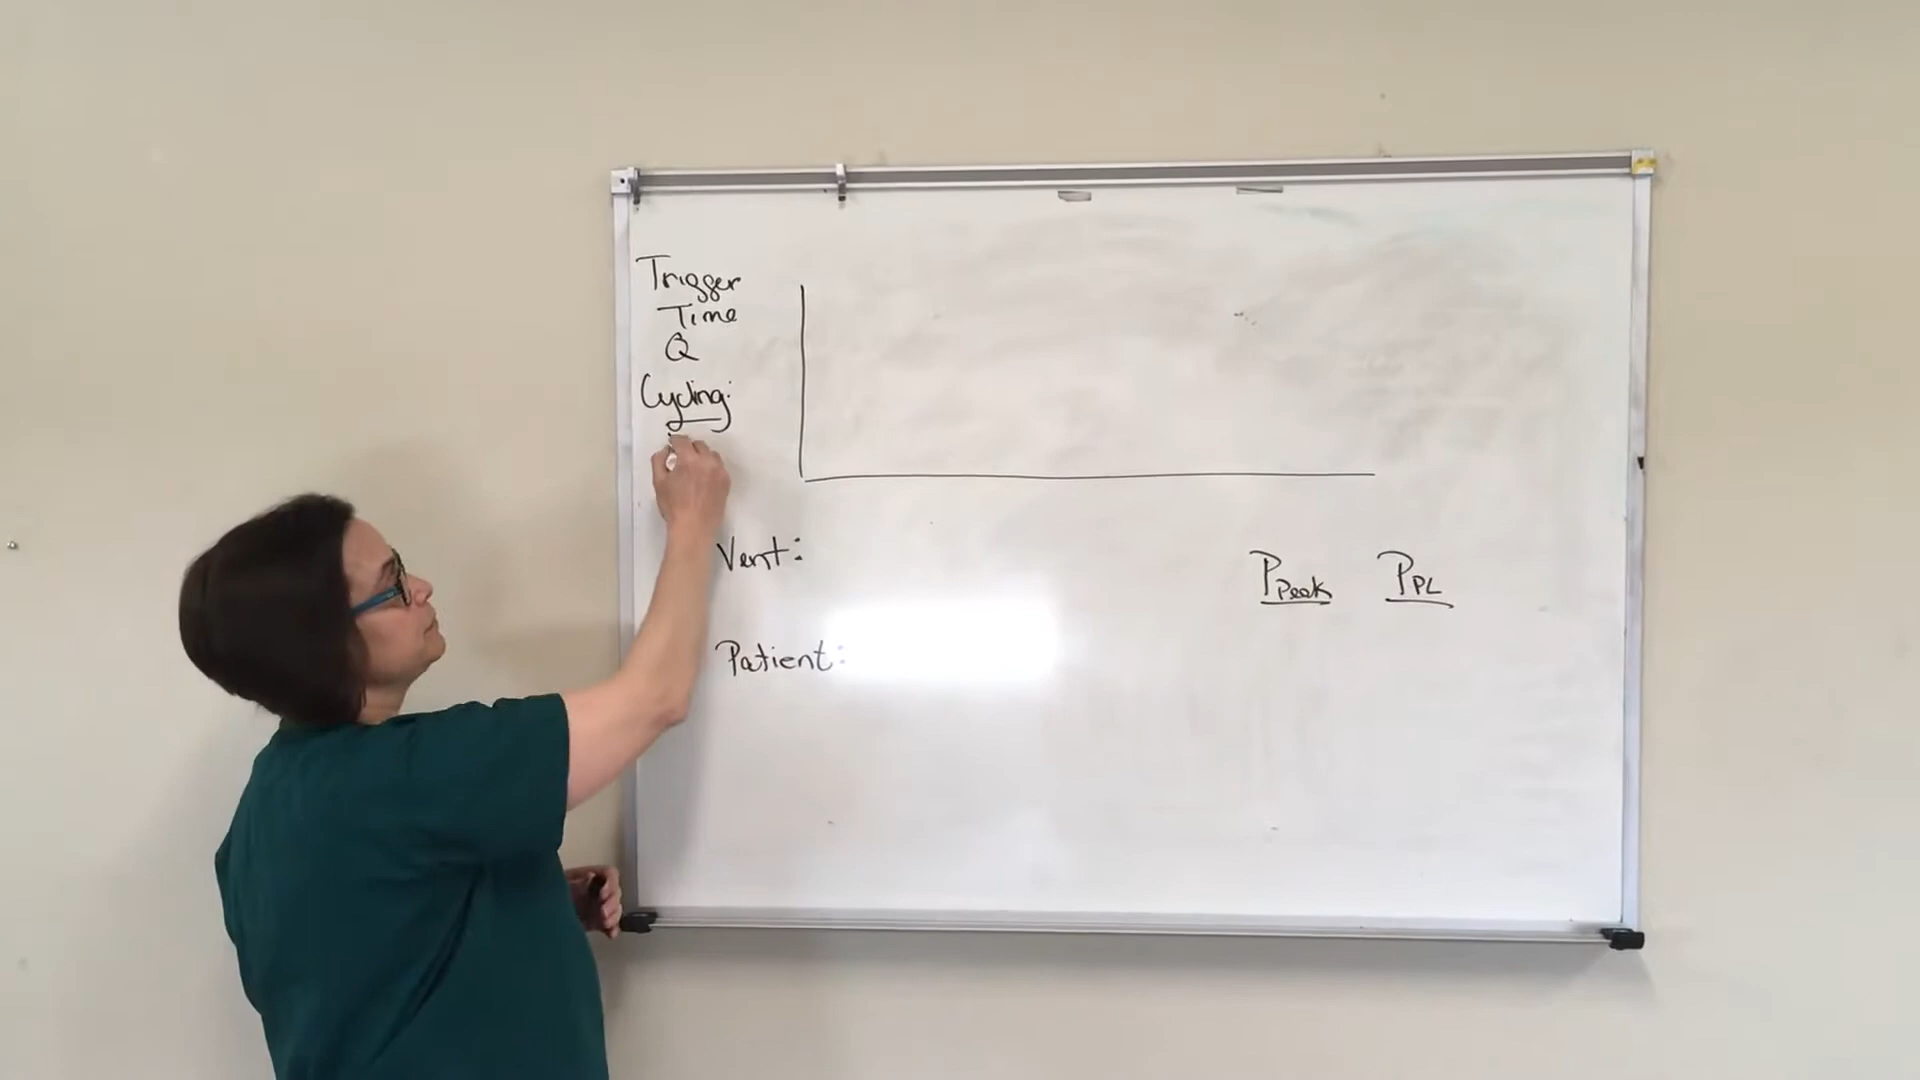 Trigger
Time
Q
Cycling:
Vent:
PPeak PPL
Patient: